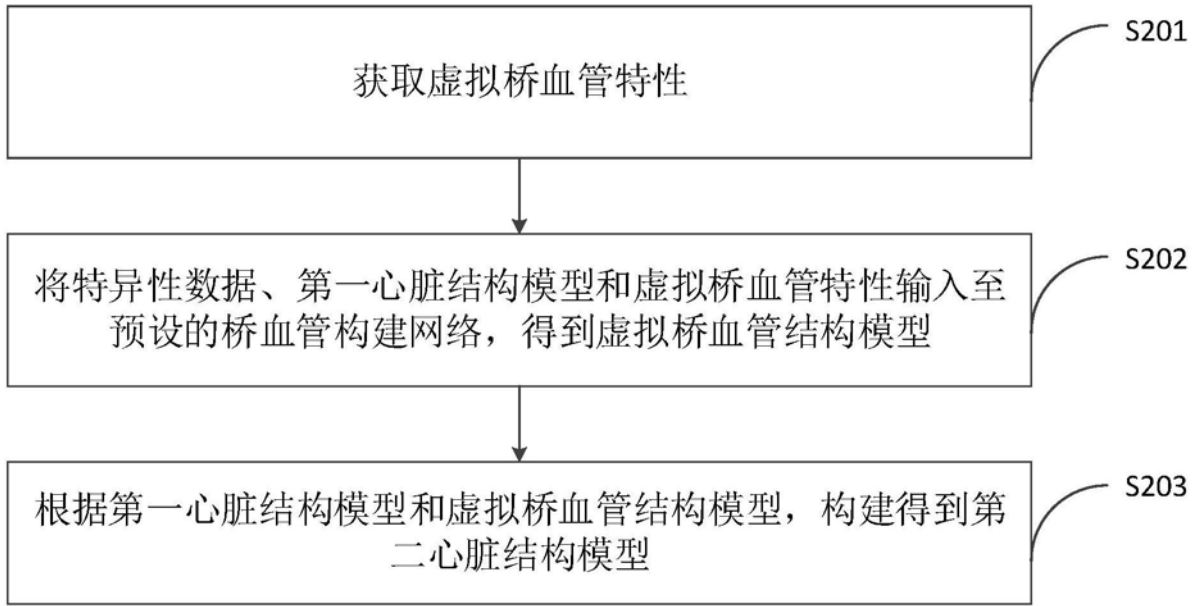 获取虚拟桥血管特性
S201
将特异性数据、第一心脏结构模型和虚拟桥血管特性输入至
预设的桥血管构建网络，得到虚拟桥血管结构模型
S202
根据第一心脏结构模型和虚拟桥血管结构模型，构建得到第
二心脏结构模型
S203